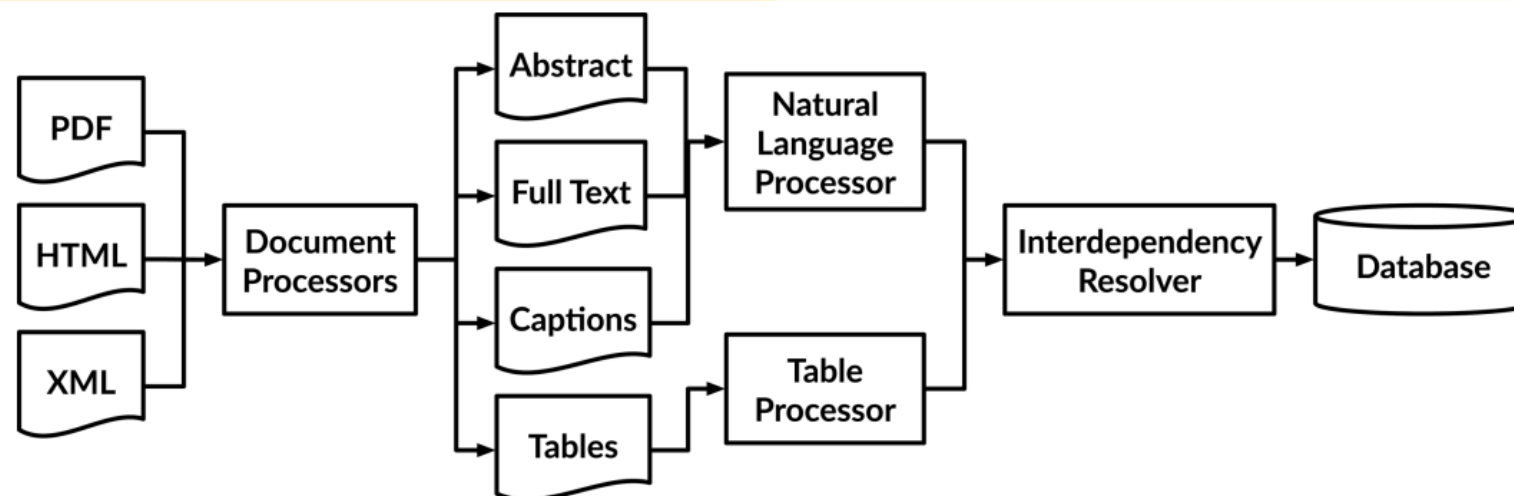 PDF
HTML
XML
Document
Processors
Abstract
Full Text
Captions
Tables
Natural
Language
Processor
Table
Processor
Interdependency
Resolver
Database